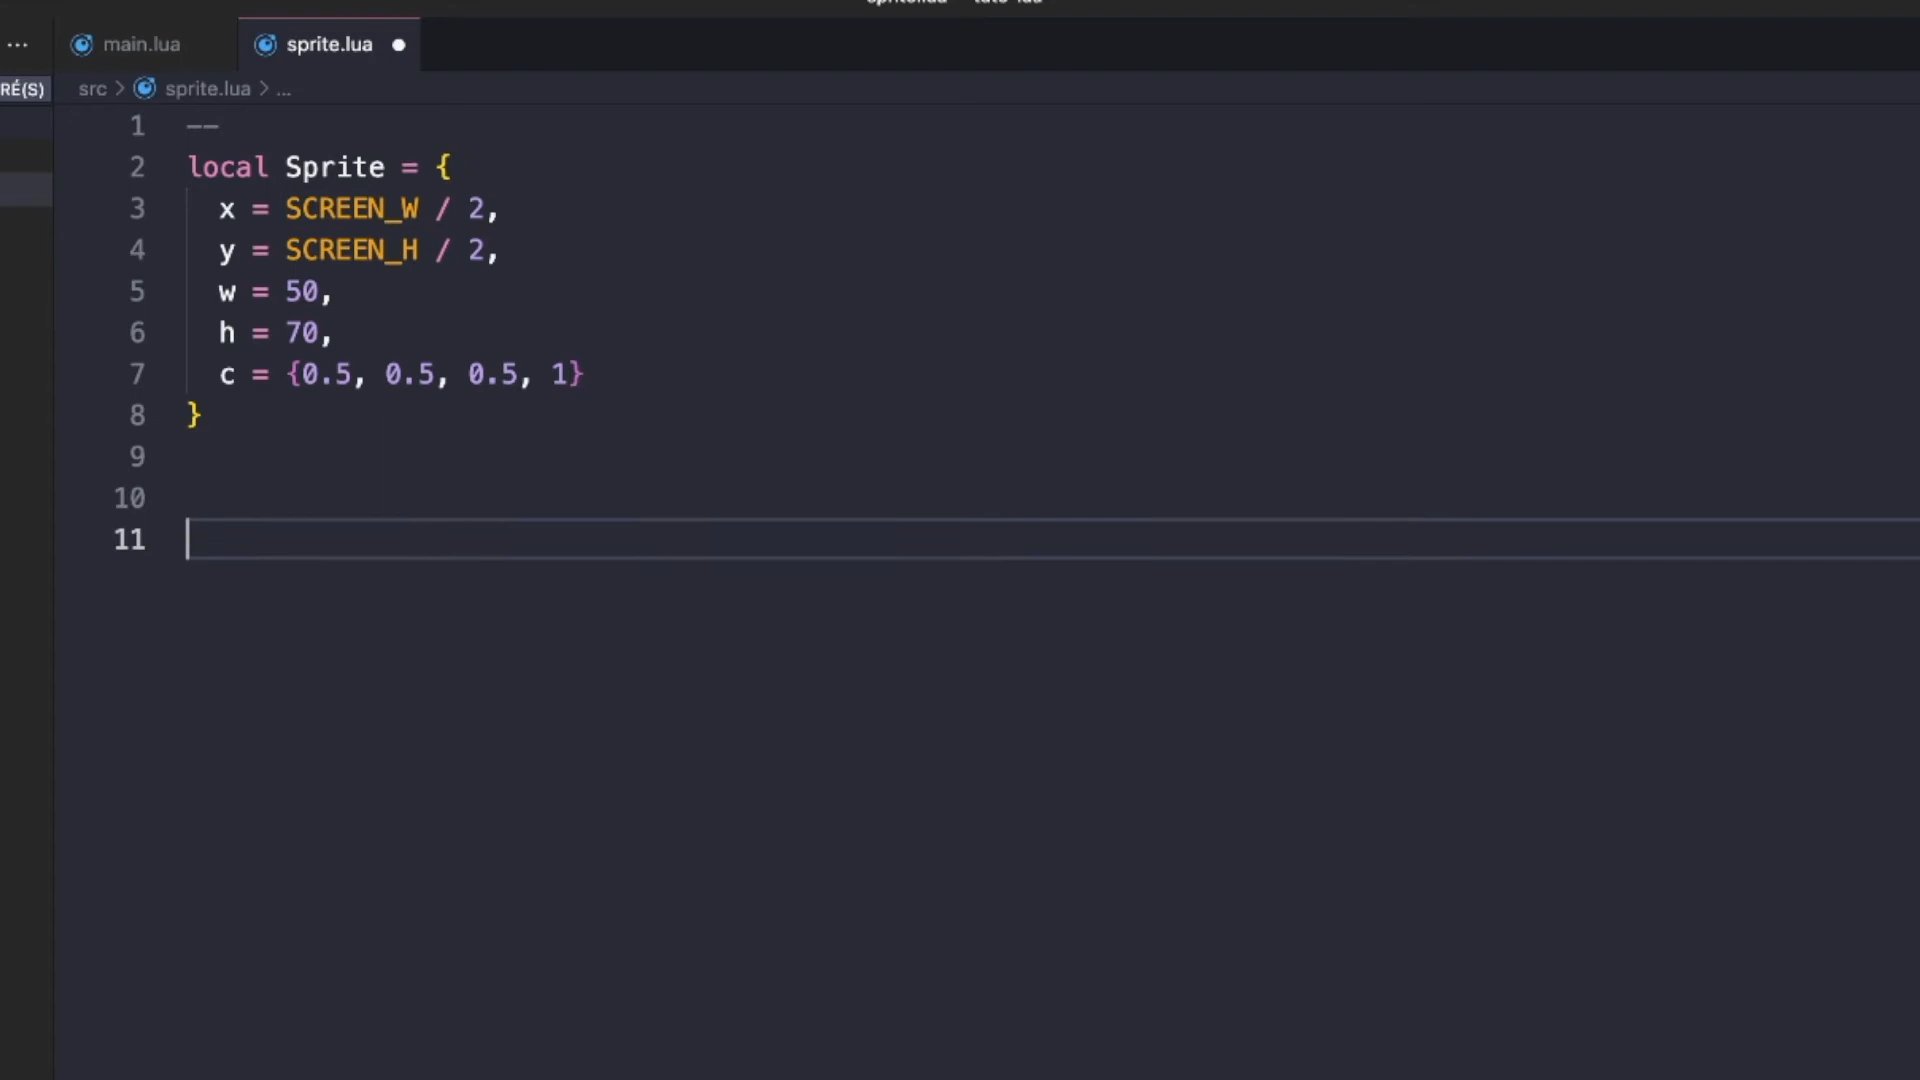 main.lua
sprite.lua
RÉ(S)
src > sprite.lua > ...
1 --
2 local Sprite = {
3 x = SCREEN_W / 2,
4 y = SCREEN_H / 2,
5 w = 50,
6 h = 70,
7 c = {0.5, 0.5, 0.5, 1}
8 }
9
10
11